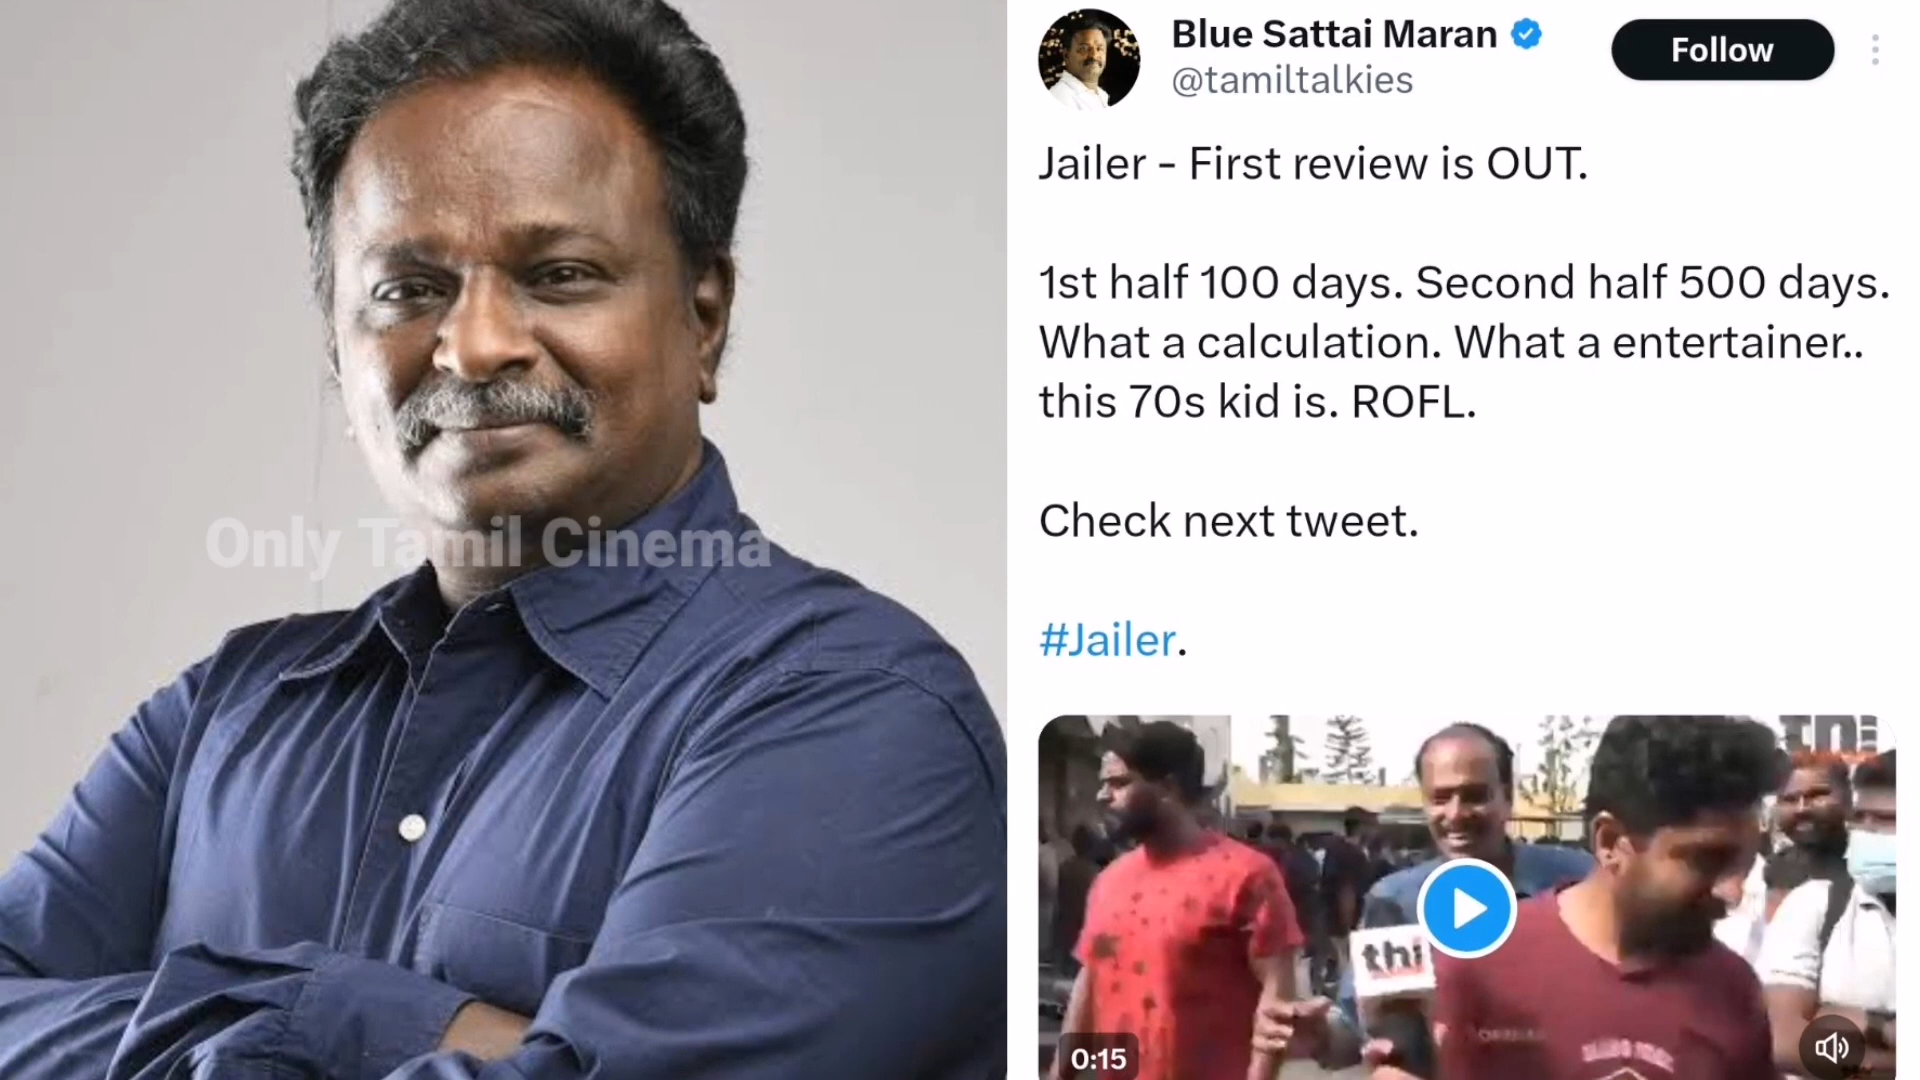 Only Tamil Cinema
Blue Sattai Maran
@tamiltalkies
Follow
Jailer - First review is OUT.
1st half 100 days. Second half 500 days.
What a calculation. What a entertainer..
this 70s kid is. ROFL.
Check next tweet.
#Jailer.
thi
thi
0:15